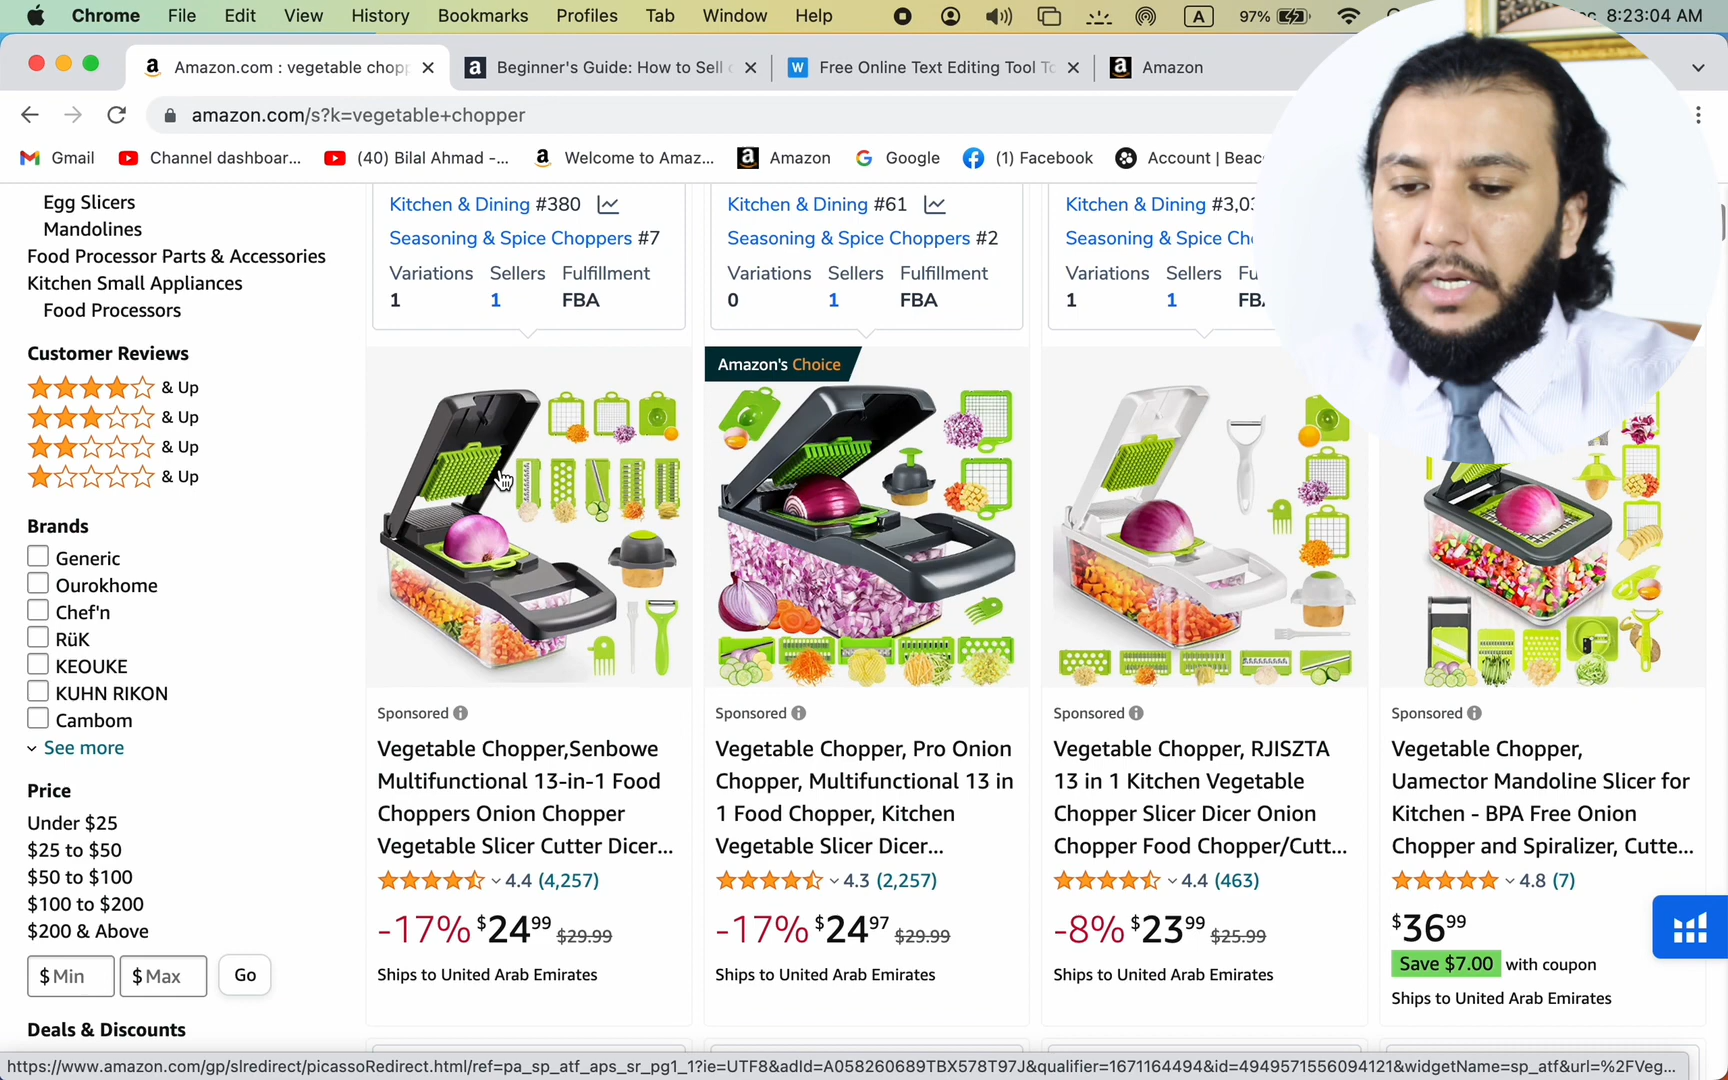 Chrome File Edit View History Bookmarks Profiles Tab Window Help A 97% 8:23:04 AM
Amazon.com : vegetable chopp Beginner's Guide: How to Sell Free Online Text Editing Tool Amazon
amazon.com/s?k=vegetable+chopper
Gmail Channel dashboar... (40) Bilal Ahmad -... Welcome to Amaz... Amazon Google (1) Facebook Account | Beac
Egg Slicers
Mandolines
Food Processor Parts & Accessories
Kitchen Small Appliances
Food Processors
Customer Reviews
& Up
& Up
& Up
& Up
Brands
Generic
Ourokhome
Chef'n
RüK
KEOUKE
KUHN RIKON
Cambom
See more
Price
Under $25
$25 to $50
$50 to $100
$100 to $200
$200 & Above
$ Min $ Max Go
Deals & Discounts
Kitchen & Dining #380
Seasoning & Spice Choppers #7
Variations Sellers Fulfillment
1 1 FBA
Sponsored
Vegetable Chopper,Senbowe
Multifunctional 13-in-1 Food
Choppers Onion Chopper
Vegetable Slicer Cutter Dicer...
4.4 (4,257)
-17% $24.99 $29.99
Ships to United Arab Emirates
Kitchen & Dining #61
Seasoning & Spice Choppers #2
Variations Sellers Fulfillment
0 1 FBA
Amazon's Choice
Sponsored
Vegetable Chopper, Pro Onion
Chopper, Multifunctional 13 in
1 Food Chopper, Kitchen
Vegetable Slicer Dicer...
4.3 (2,257)
-17% $24.97 $29.99
Ships to United Arab Emirates
Kitchen & Dining #3,03
Seasoning & Spice Ch
Variations Sellers Fu
1 1 FB
Sponsored
Vegetable Chopper, RJISZTA
13 in 1 Kitchen Vegetable
Chopper Slicer Dicer Onion
Chopper Food Chopper/Cutt...
4.4 (463)
-8% $23.99 $25.99
Ships to United Arab Emirates
Sponsored
Vegetable Chopper,
Uamector Mandoline Slicer for
Kitchen - BPA Free Onion
Chopper and Spiralizer, Cutte...
4.8 (7)
$36.99
Save $7.00 with coupon
Ships to United Arab Emirates
https://www.amazon.com/gp/slredirect/picassoRedirect.html/ref=pa_sp_atf_aps_sr_pg1_1?ie=UTF8&adId=A058260689TBX578T97J&qualifier=1671164494&id=4949571556094121&widgetName=sp_atf&url=%2FVeg...